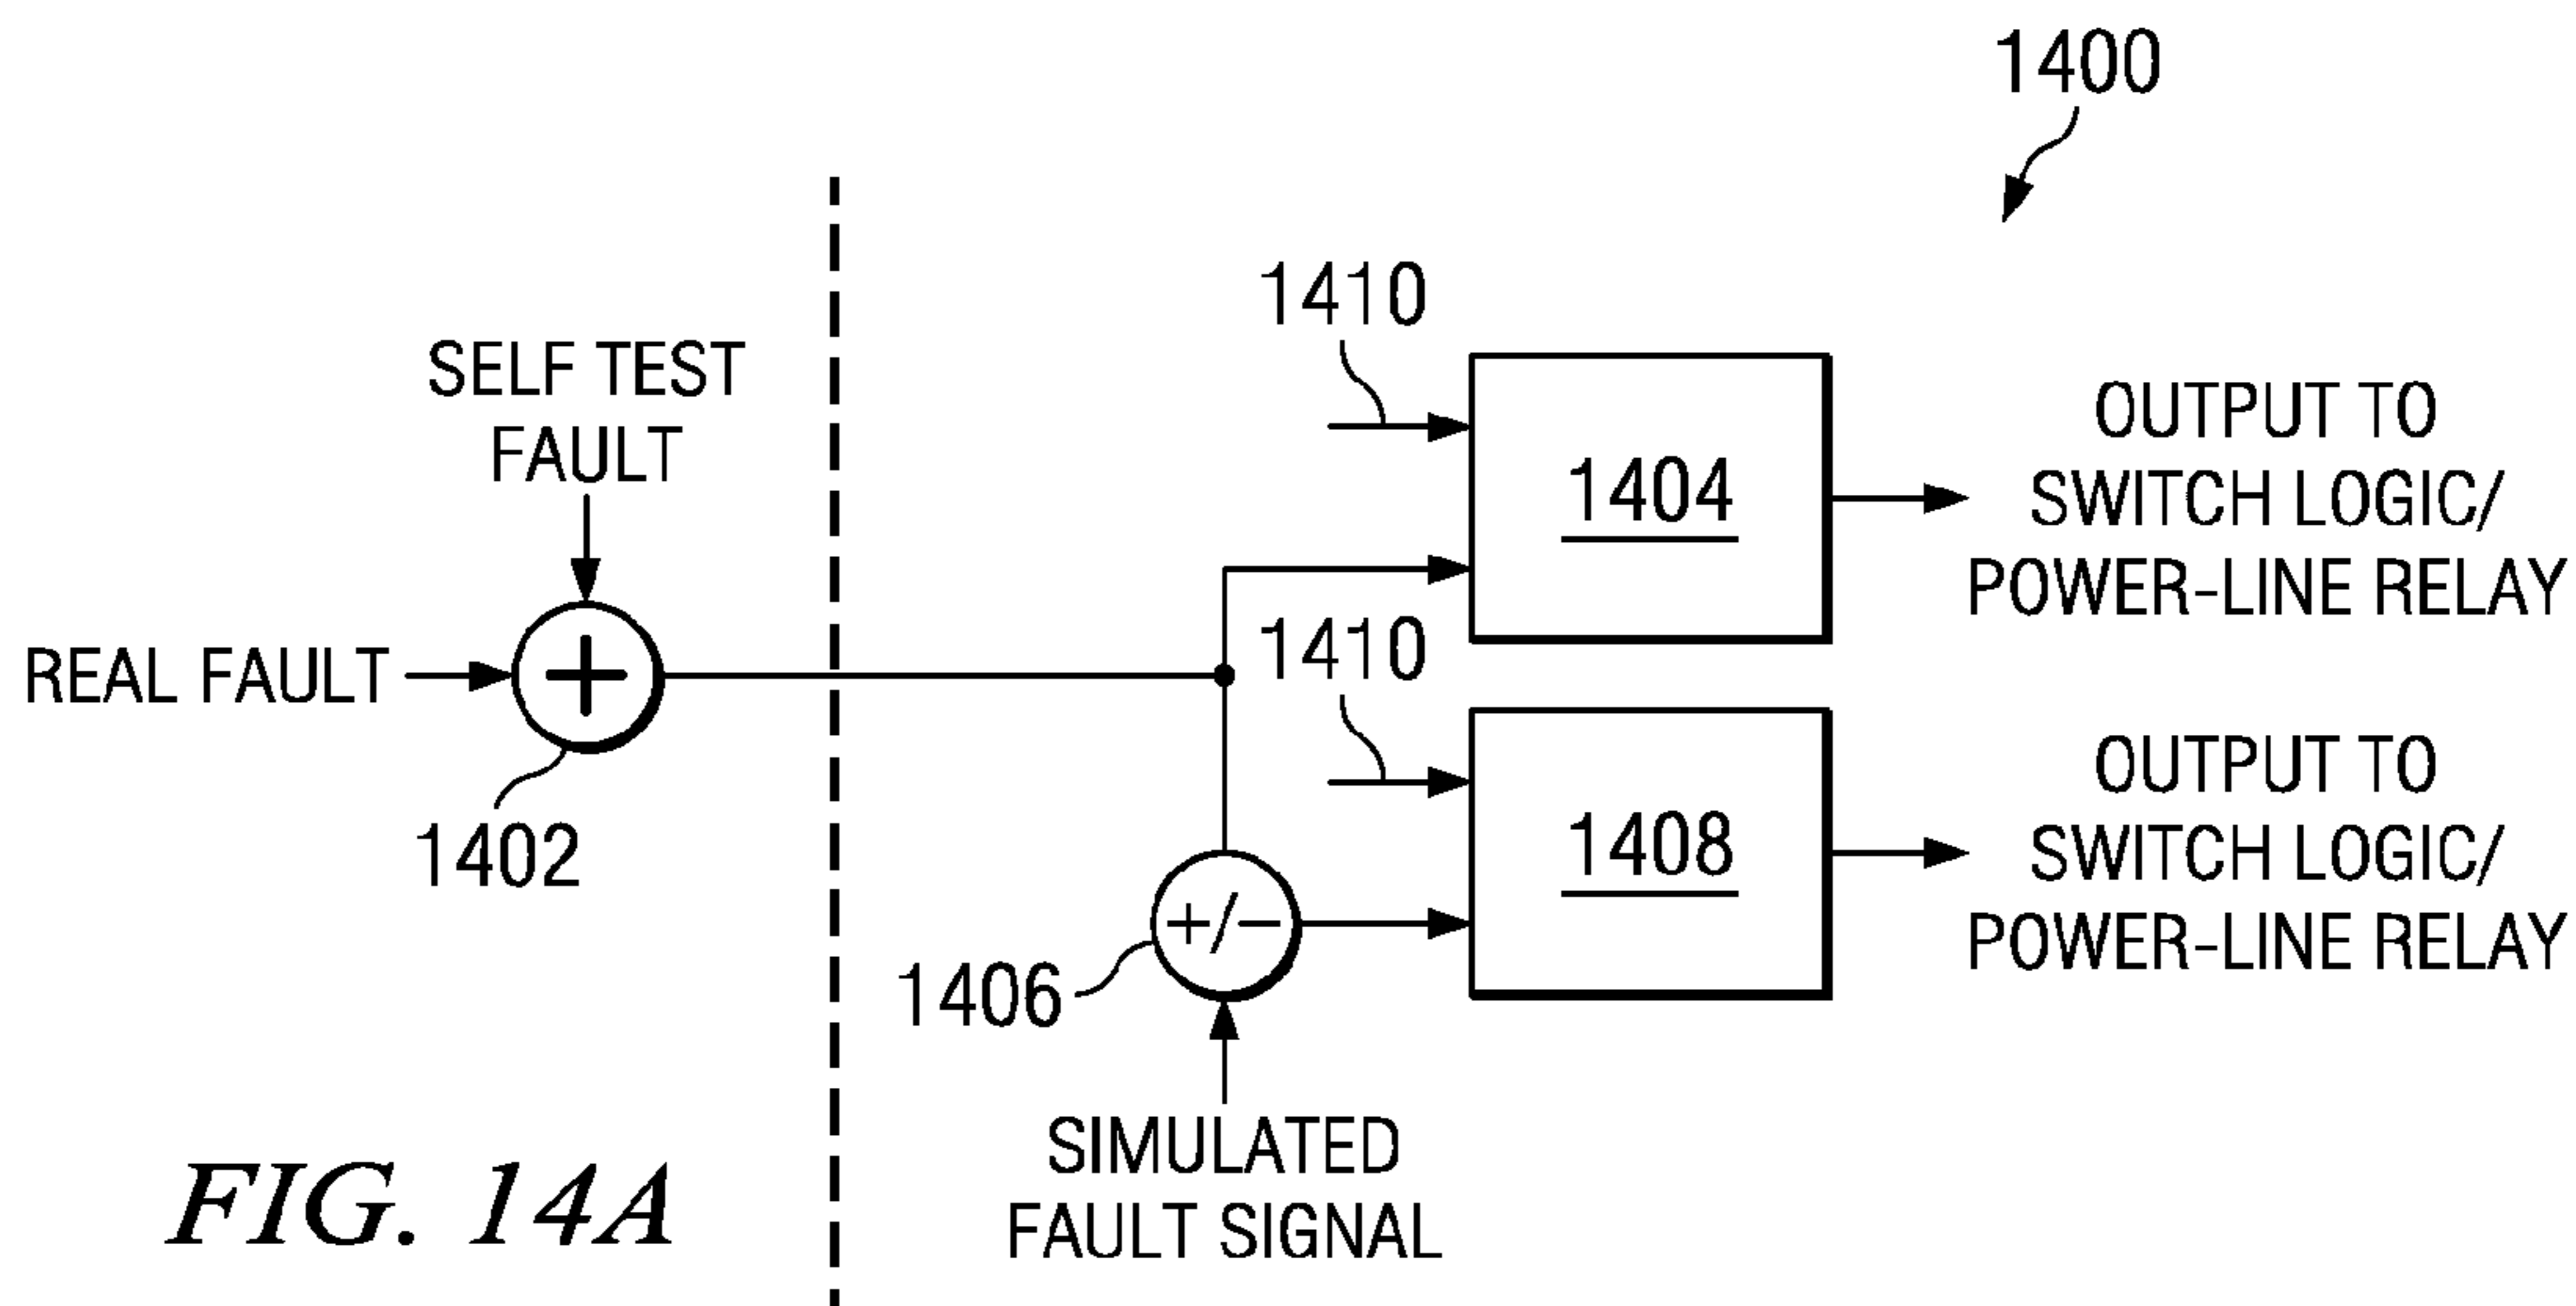 1400
1410
SELF TEST
FAULT
1404
OUTPUT TO
SWITCH LOGIC/
POWER-LINE RELAY
REAL FAULT
+
1402
1410
1408
OUTPUT TO
SWITCH LOGIC/
POWER-LINE RELAY
+/−
1406
SIMULATED
FAULT SIGNAL
FIG. 14A